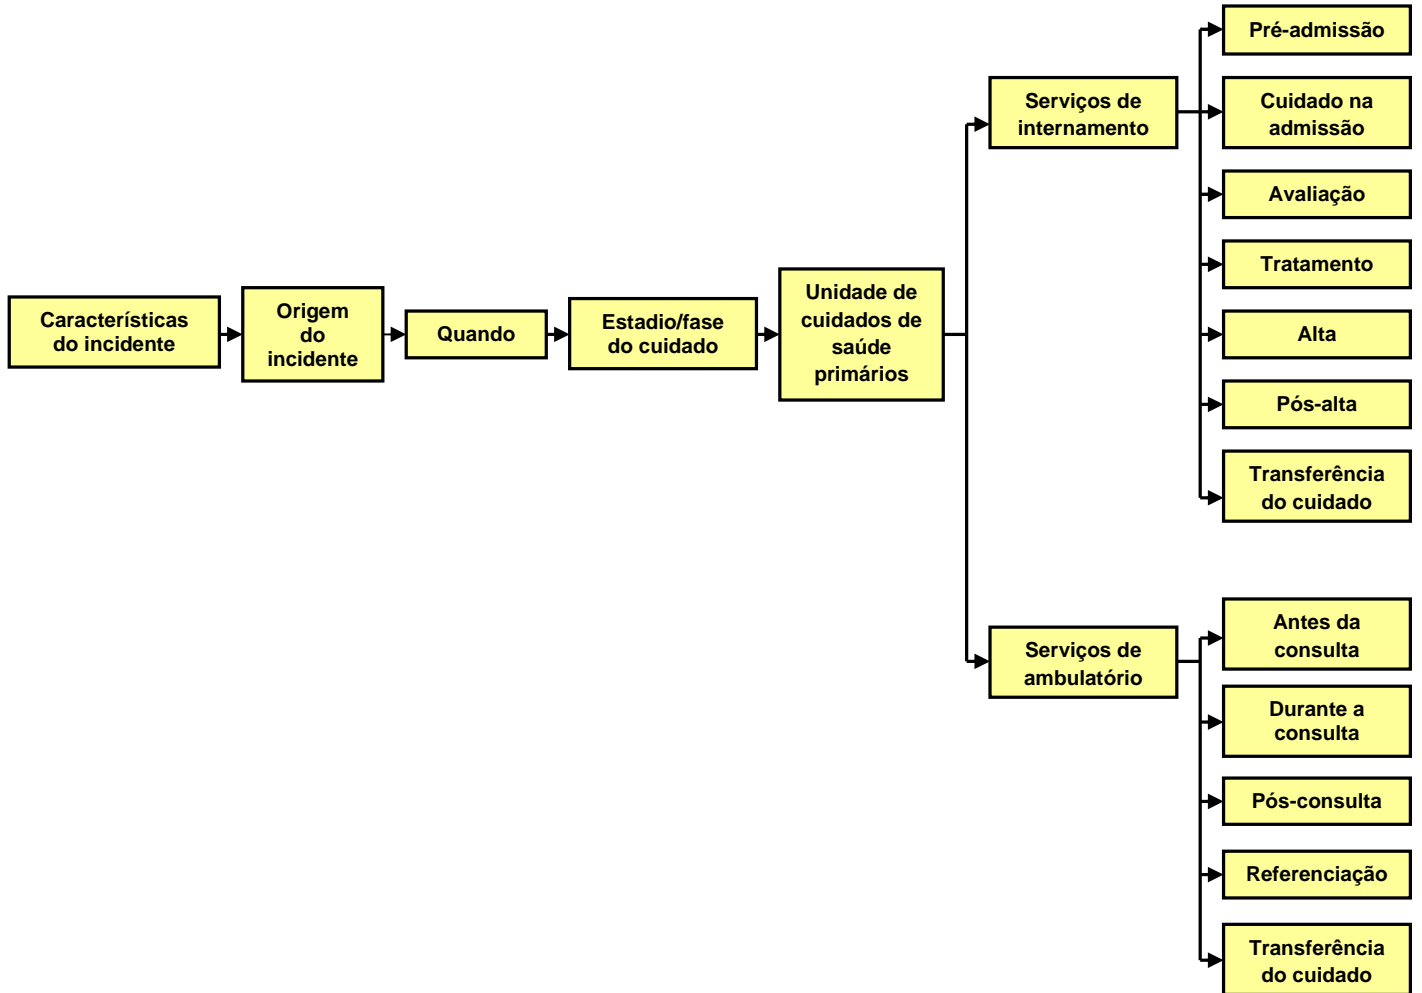 Características
do incidente
Origem
do
incidente
Quando
Estadio/fase
do cuidado
Unidade de
cuidados de
saúde
primários
Serviços de
internamento
Pré-admissão
Cuidado na
admissão
Avaliação
Tratamento
Alta
Pós-alta
Transferência
do cuidado
Serviços de
ambulatório
Antes da
consulta
Durante a
consulta
Pós-consulta
Referenciação
Transferência
do cuidado